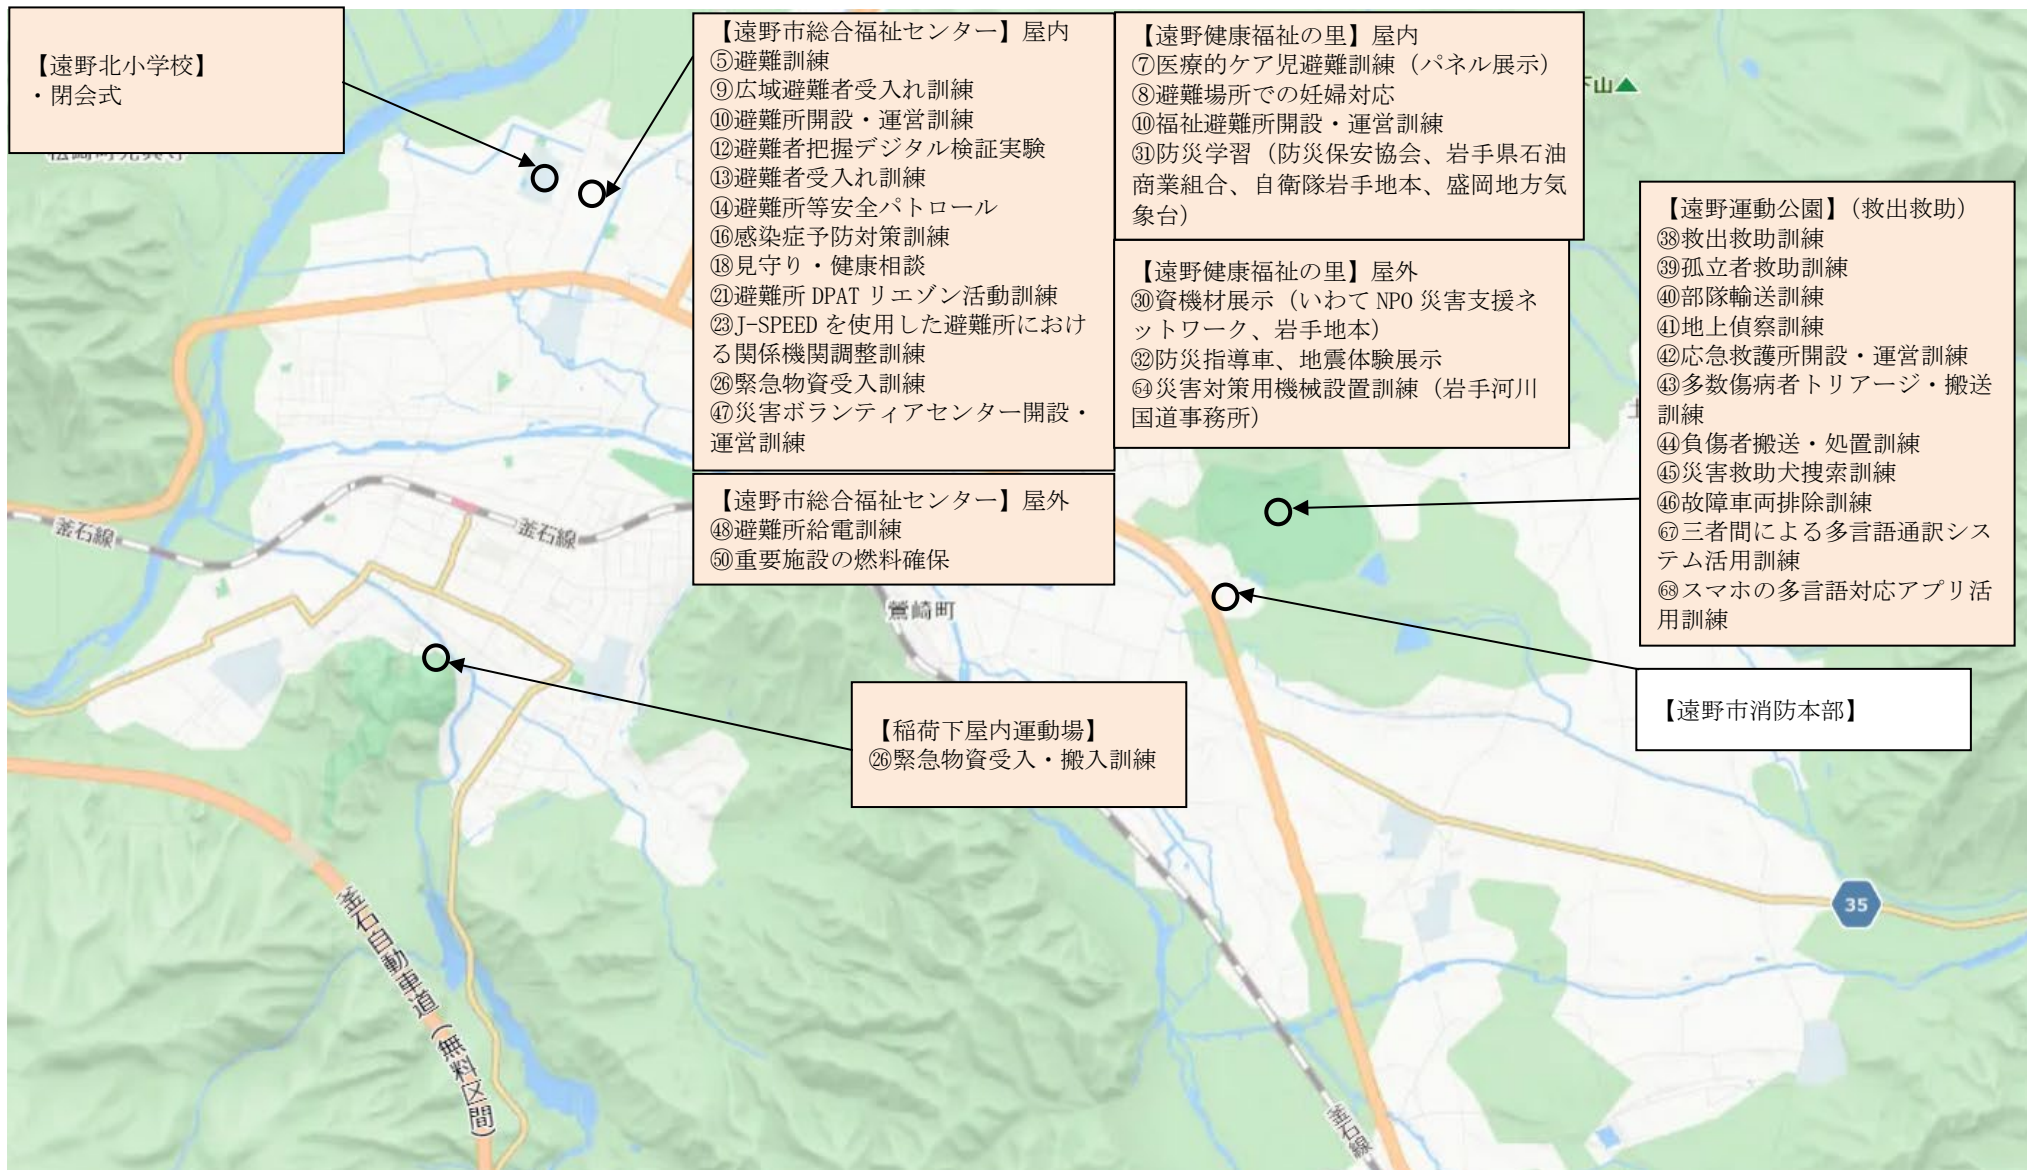 【遠野北小学校】
・閉会式
【遠野市総合福祉センター】屋内
⑤避難訓練
⑨広域避難者受入れ訓練
⑩避難所開設・運営訓練
⑫避難者把握デジタル検証実験
⑬避難者受入れ訓練
⑭避難所等安全パトロール
⑯感染症予防対策訓練
⑱見守り・健康相談
㉑避難所 DPAT リエゾン活動訓練
㉓J-SPEED を使用した避難所におけ
る関係機関調整訓練
㉖緊急物資受入訓練
㊼災害ボランティアセンター開設・
運営訓練
【遠野市総合福祉センター】屋外
㊽避難所給電訓練
㊿重要施設の燃料確保
【遠野健康福祉の里】屋内
⑦医療的ケア児避難訓練（パネル展示）
⑧避難場所での妊婦対応
⑩福祉避難所開設・運営訓練
㉛防災学習（防災保安協会、岩手県石油
商業組合、自衛隊岩手地本、盛岡地方気
象台）
【遠野健康福祉の里】屋外
㉚資機材展示（いわて NPO 災害支援ネ
ットワーク、岩手地本）
㉜防災指導車、地震体験展示
54災害対策用機械設置訓練（岩手河川
国道事務所）
【遠野運動公園】（救出救助）
㊳救出救助訓練
㊴孤立者救助訓練
㊵部隊輸送訓練
㊶地上偵察訓練
㊷応急救護所開設・運営訓練
㊸多数傷病者トリアージ・搬送
訓練
㊹負傷者搬送・処置訓練
㊺災害救助犬捜索訓練
㊻故障車両排除訓練
67三者間による多言語通訳シス
テム活用訓練
68スマホの多言語対応アプリ活
用訓練
【遠野市消防本部】
【稲荷下屋内運動場】
㉖緊急物資受入・搬入訓練
釜石線
釜石線
鶯崎町
釜石自動車道（無料区間）
釜石線
35
山